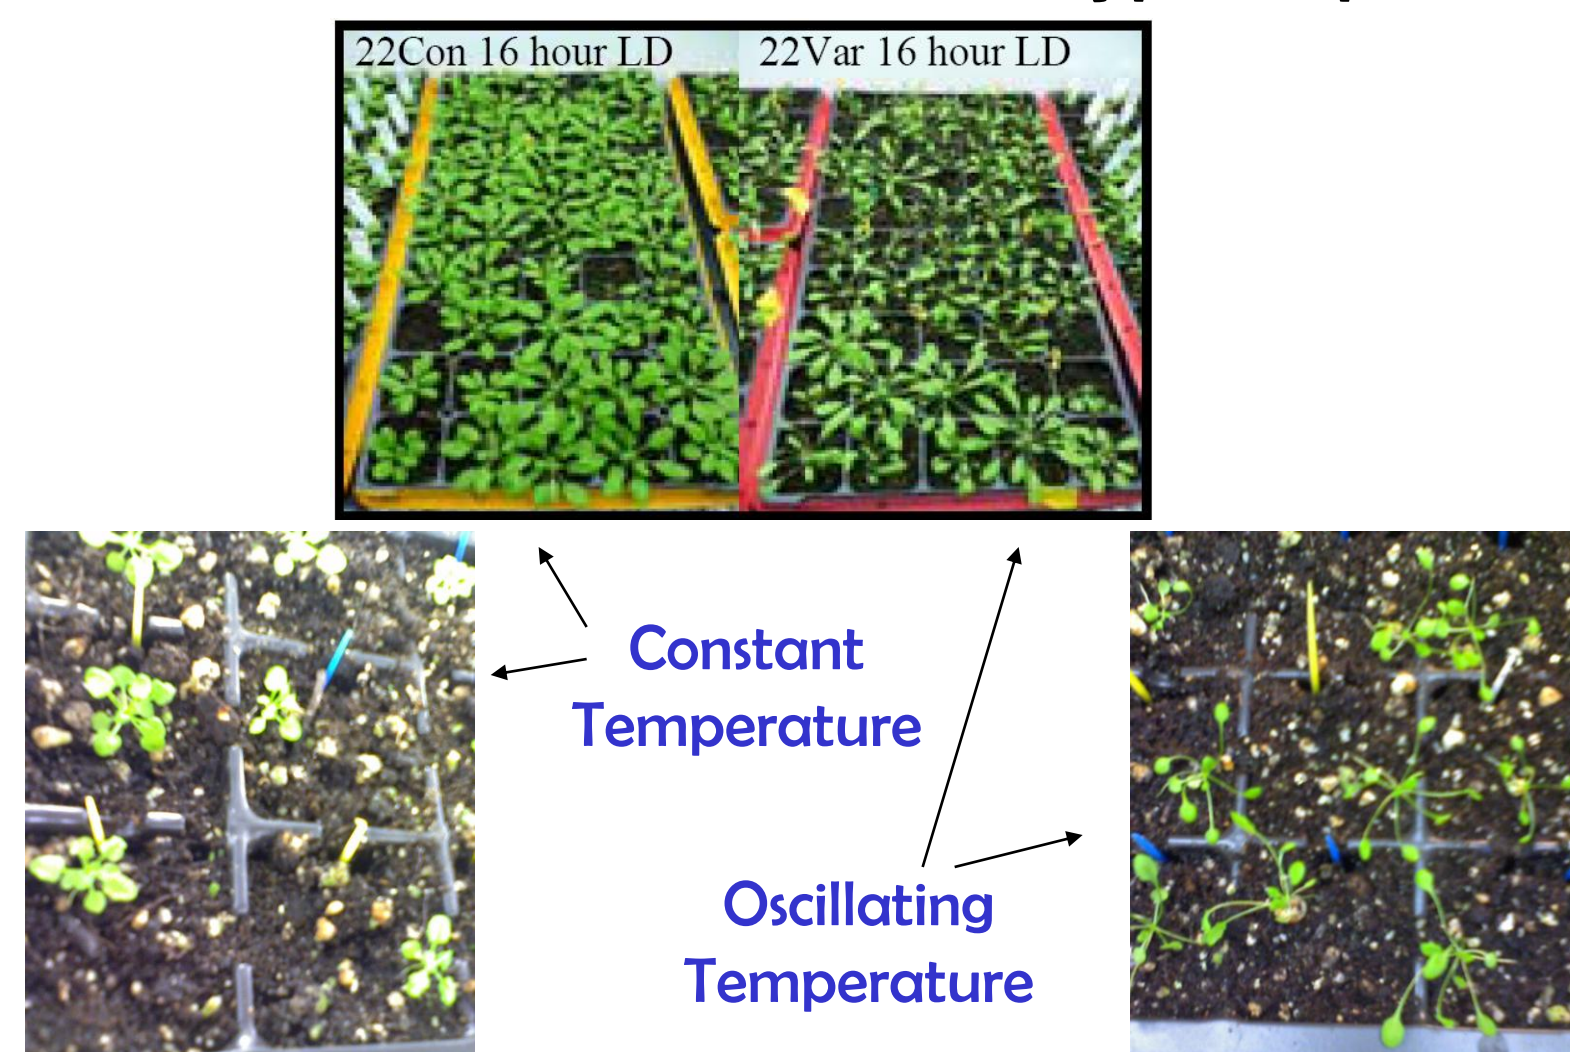 22Con 16 hour LD
22Var 16 hour LD
Constant
Temperature
Oscillating
Temperature